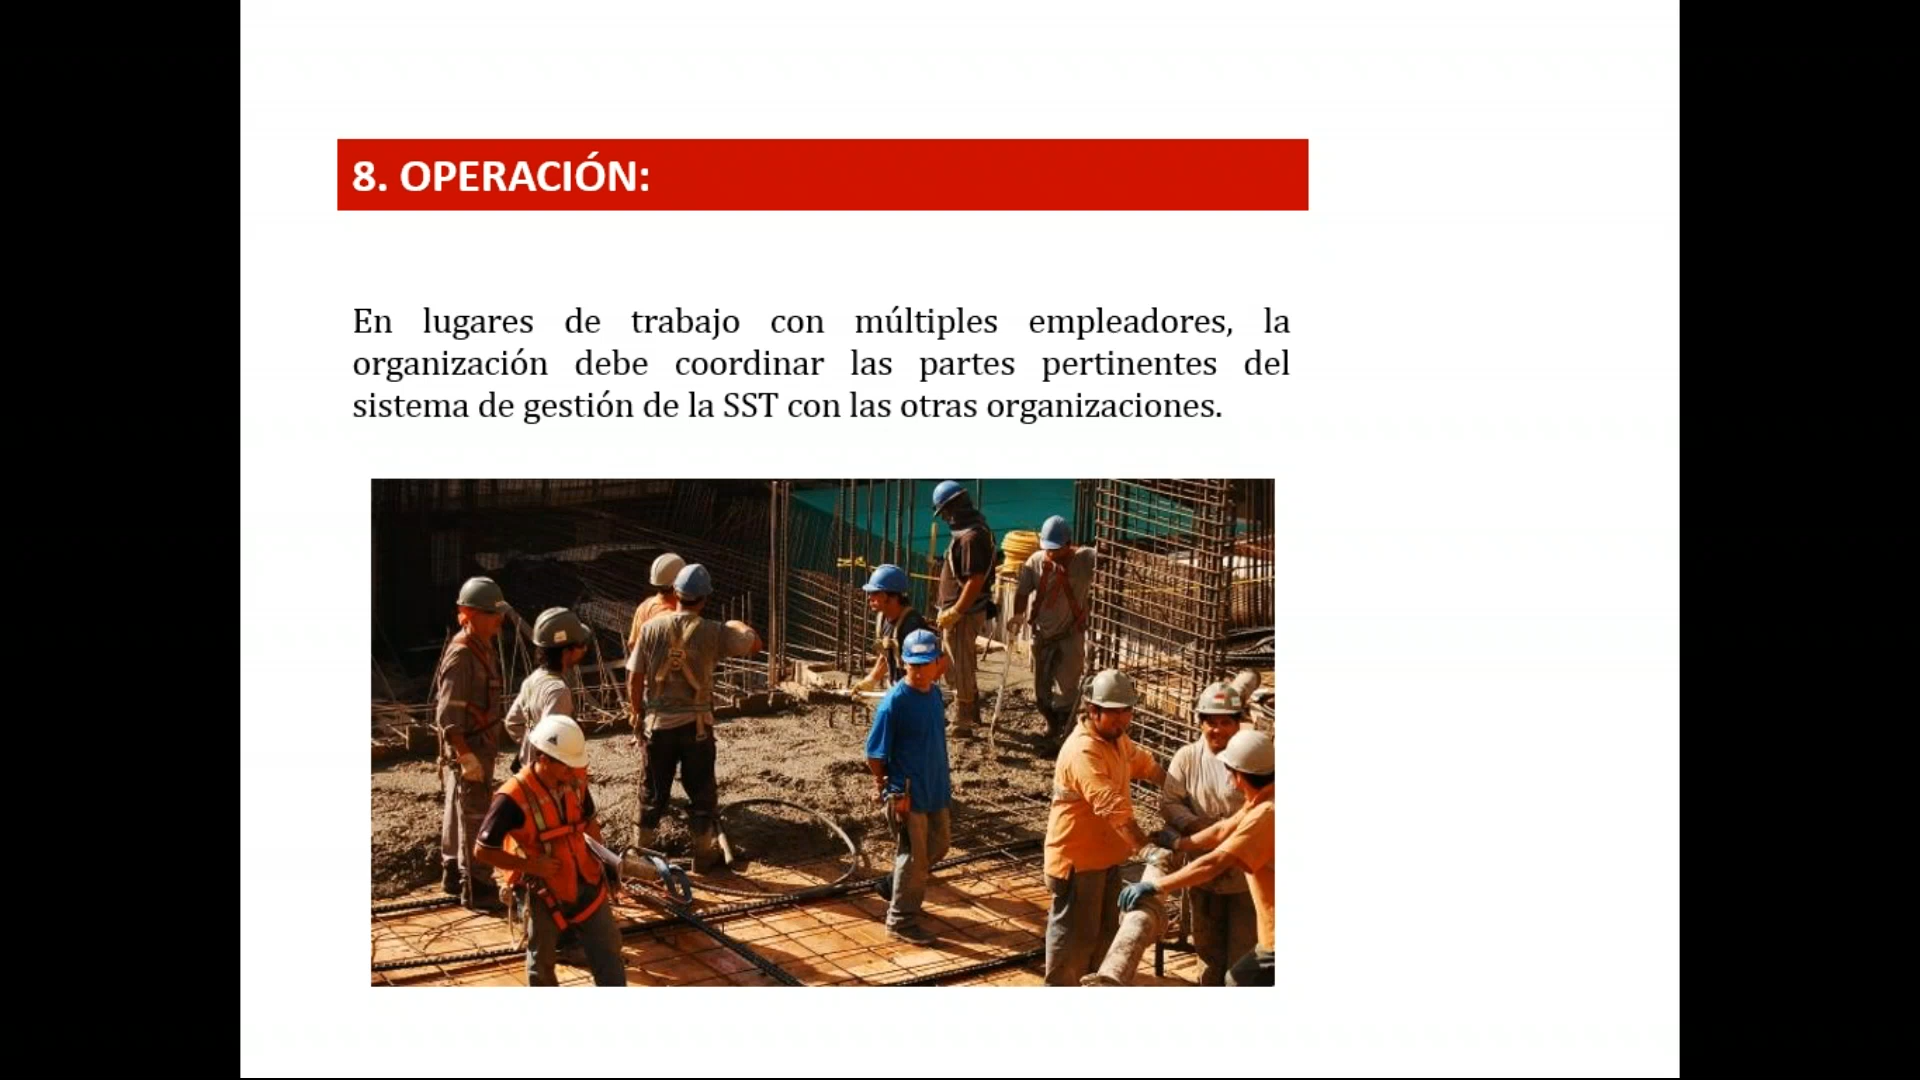 8. OPERACIÓN:
En lugares de trabajo con múltiples empleadores, la
organización debe coordinar las partes pertinentes del
sistema de gestión de la SST con las otras organizaciones.